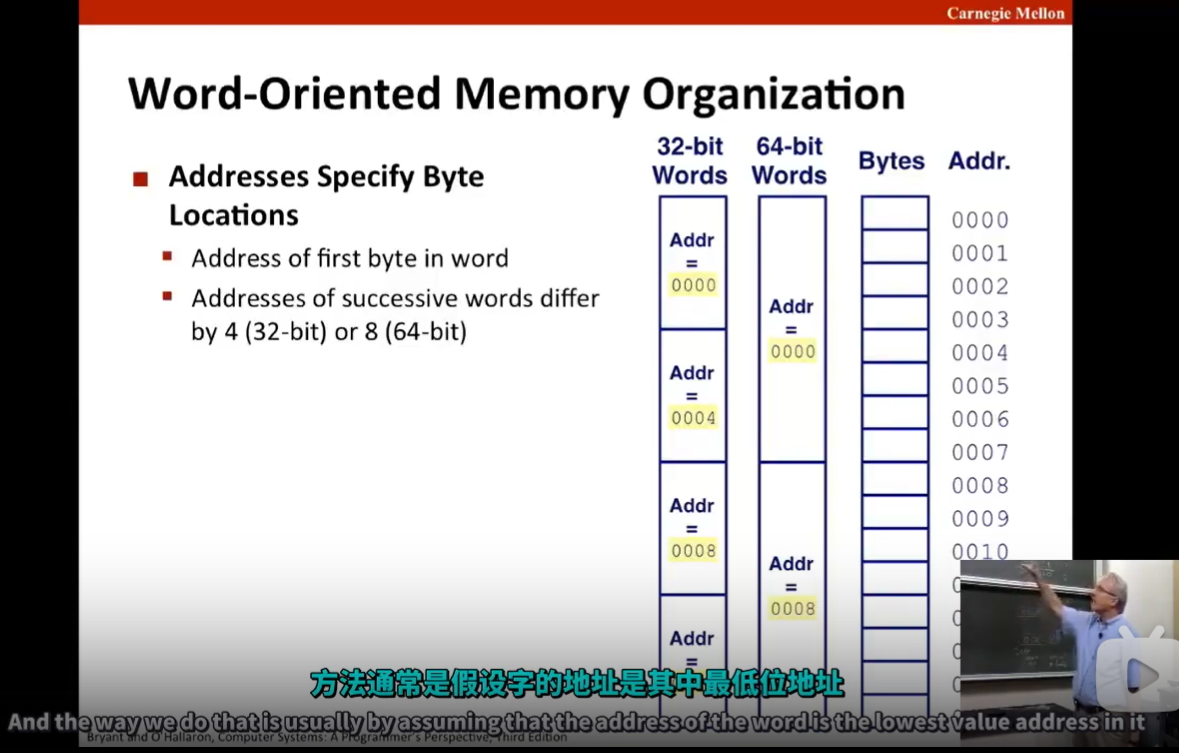 Carnegie Mellon
Word-Oriented Memory Organization
Addresses Specify Byte
Locations
Address of first byte in word
Addresses of successive words differ
by 4 (32-bit) or 8 (64-bit)
32-bit
Words
Addr
=
0000
Addr
=
0004
Addr
=
0008
Addr
=
64-bit
Words
Addr
=
0000
Addr
=
0008
Bytes
Addr.
0000
0001
0002
0003
0004
0005
0006
0007
0008
0009
0010
方法通常是假设字的地址是其中最低位地址
And the way we do that is usually by assuming that the address of the word is the lowest value address in it
Bryant and O'Hallaron, Computer Systems: A Programmer's Perspective, Third Edition